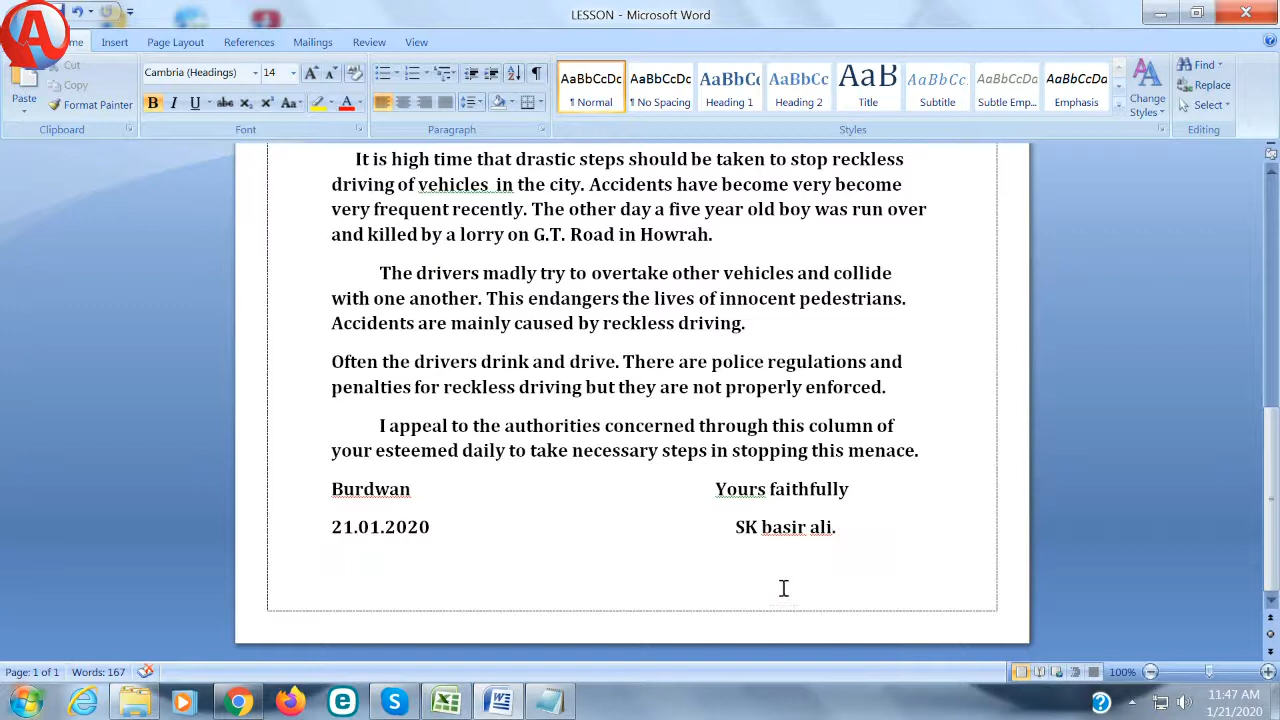 LESSON - Microsoft Word
A
Home Insert Page Layout References Mailings Review View
Paste
Cut
Copy
Format Painter
Clipboard
Cambria (Headings) 14
B I U abc X₂ X² Aa A
Font
Paragraph
AaBbCcDc AaBbCcDc AaBbCc AaBbCc AaB AaBbCc. AaBbCcDa AaBbCcDa
¶ Normal ¶ No Spacing Heading 1 Heading 2 Title Subtitle Subtle Emp... Emphasis
Styles
Change
Styles
Find
Replace
Select
Editing
It is high time that drastic steps should be taken to stop reckless
driving of vehicles in the city. Accidents have become very become
very frequent recently. The other day a five year old boy was run over
and killed by a lorry on G.T. Road in Howrah.
The drivers madly try to overtake other vehicles and collide
with one another. This endangers the lives of innocent pedestrians.
Accidents are mainly caused by reckless driving.
Often the drivers drink and drive. There are police regulations and
penalties for reckless driving but they are not properly enforced.
I appeal to the authorities concerned through this column of
your esteemed daily to take necessary steps in stopping this menace.
Burdwan Yours faithfully
21.01.2020 SK basir ali.
Page: 1 of 1 Words: 167 100%
11:47 AM
1/21/2020